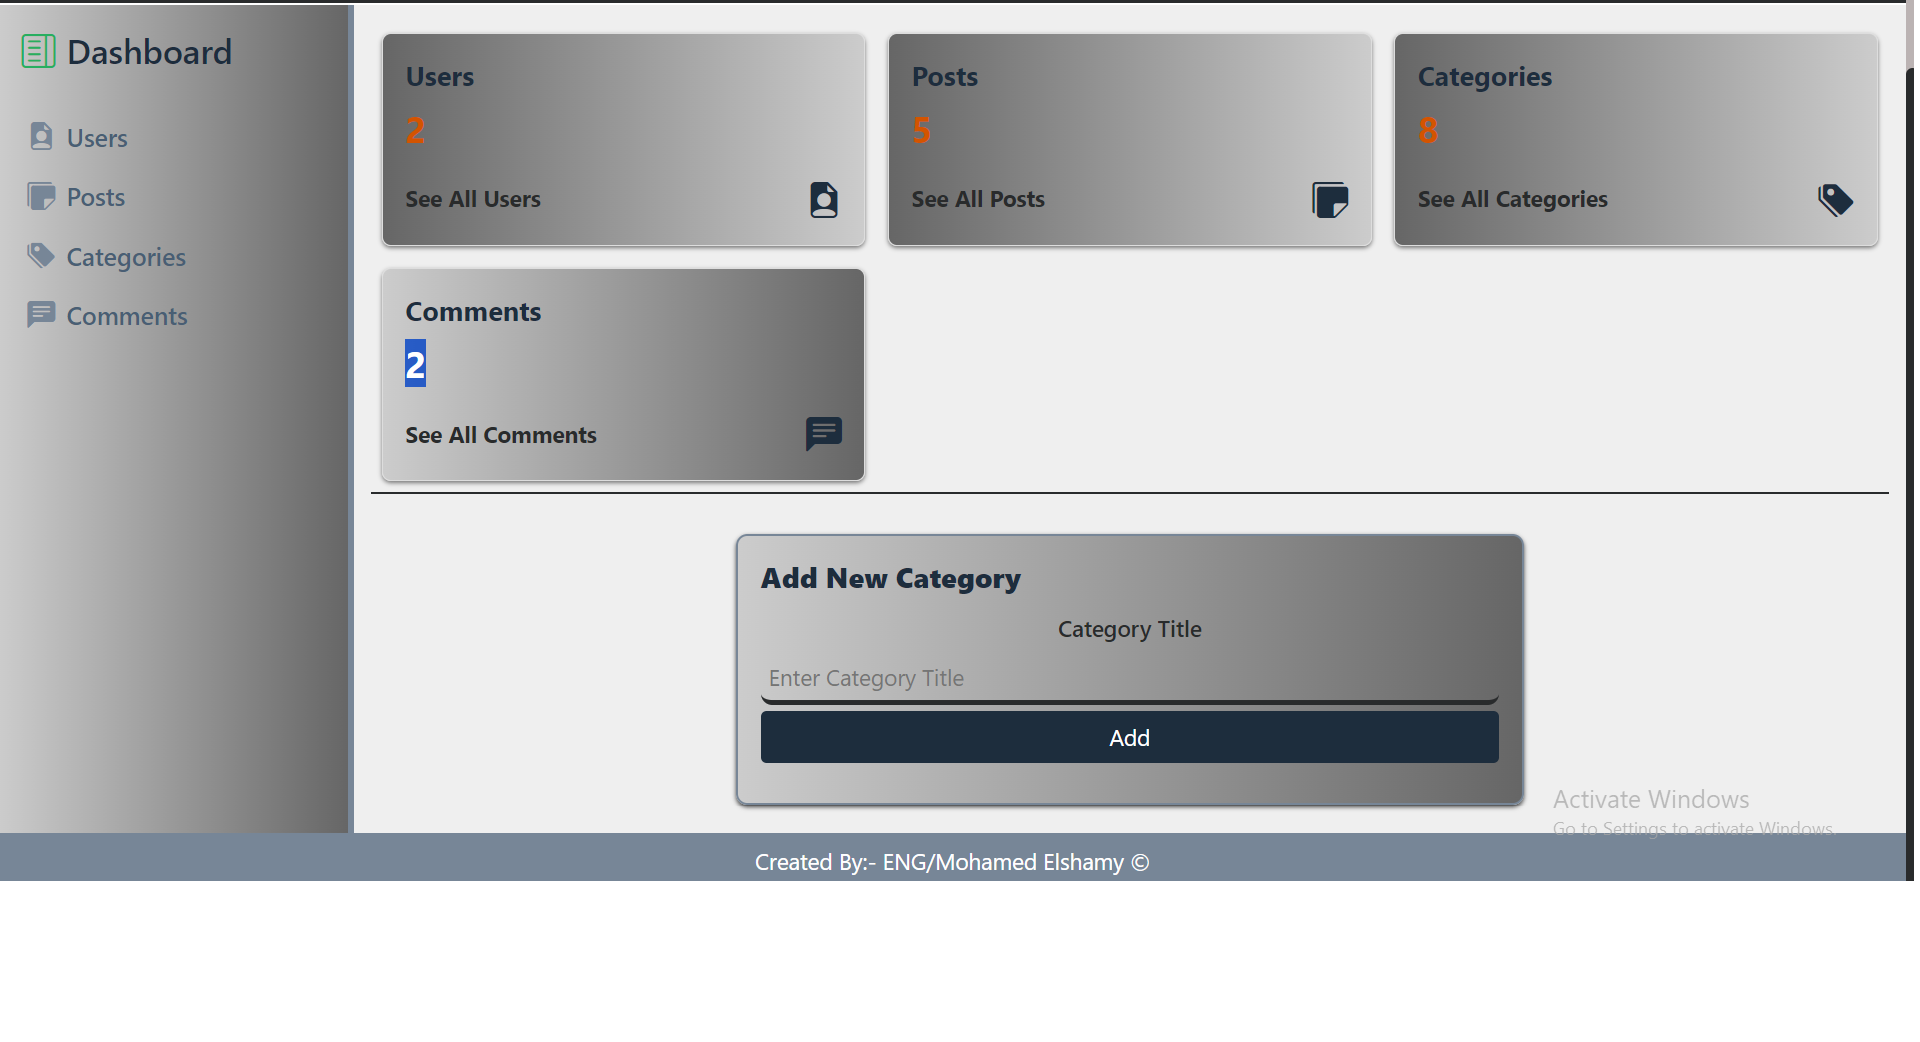 Dashboard
Users
Posts
Categories
Comments
Users
2
See All Users
Posts
5
See All Posts
Categories
8
See All Categories
Comments
2
See All Comments
Add New Category
Category Title
Enter Category Title
Add
Activate Windows
Go to Settings to activate Windows.
Created By:- ENG/Mohamed Elshamy ©